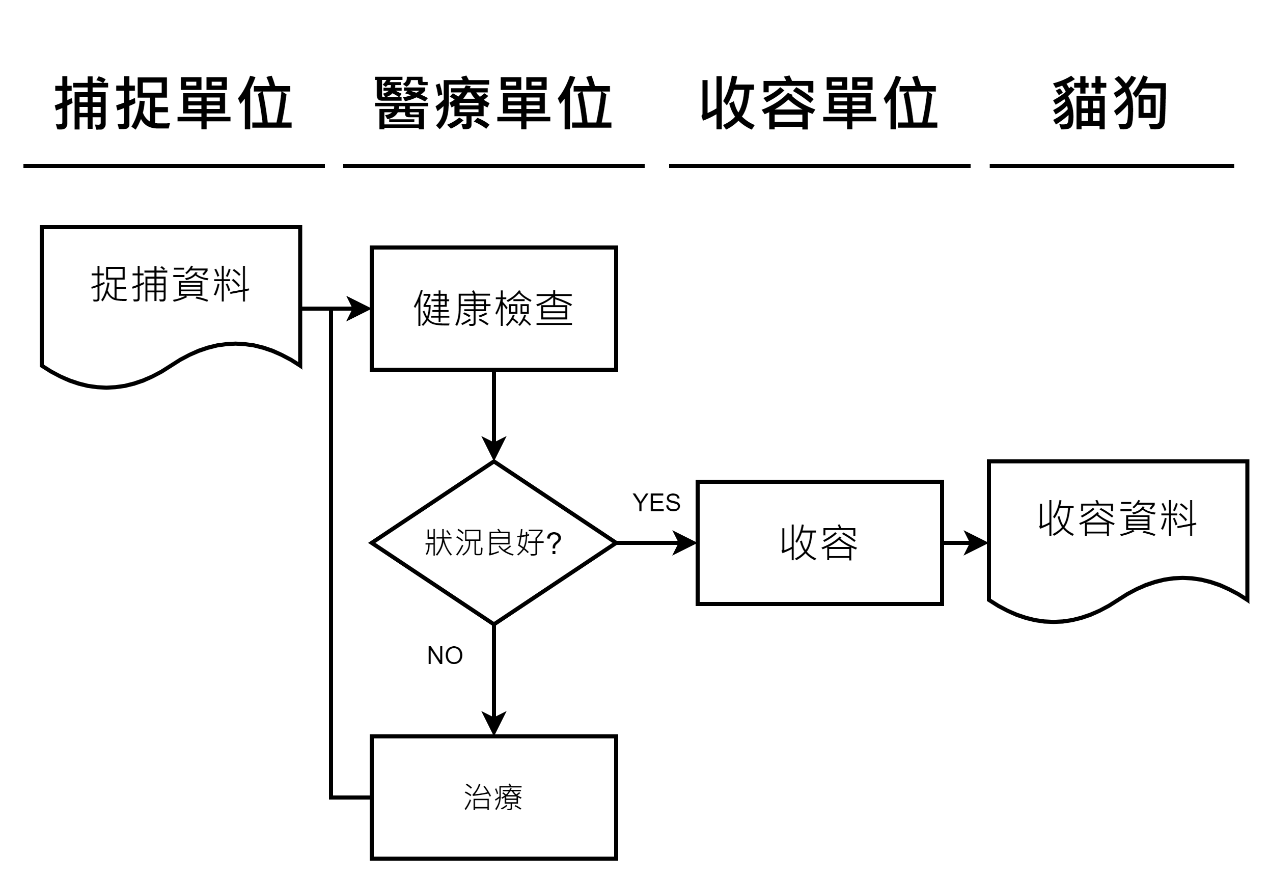 捕捉單位
醫療單位
收容單位
貓狗
捉捕資料
健康檢查
狀況良好?
YES
收容
收容資料
NO
治療